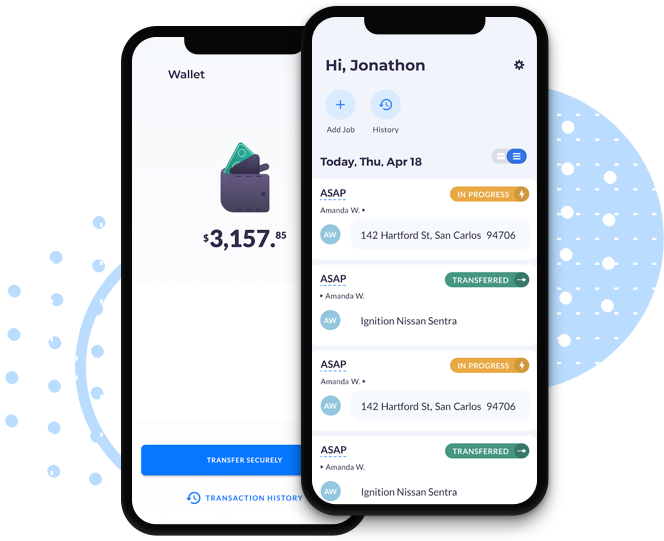 Wallet
$3,157.85
TRANSFER SECURELY
TRANSACTION HISTORY
Hi, Jonathon
Add Job
History
Today, Thu, Apr 18
ASAP
IN PROGRESS
Amanda W.
AW
142 Hartford St, San Carlos 94706
ASAP
TRANSFERRED
Amanda W.
AW
Ignition Nissan Sentra
ASAP
IN PROGRESS
Amanda W.
AW
142 Hartford St, San Carlos 94706
ASAP
TRANSFERRED
Amanda W.
AW
Ignition Nissan Sentra